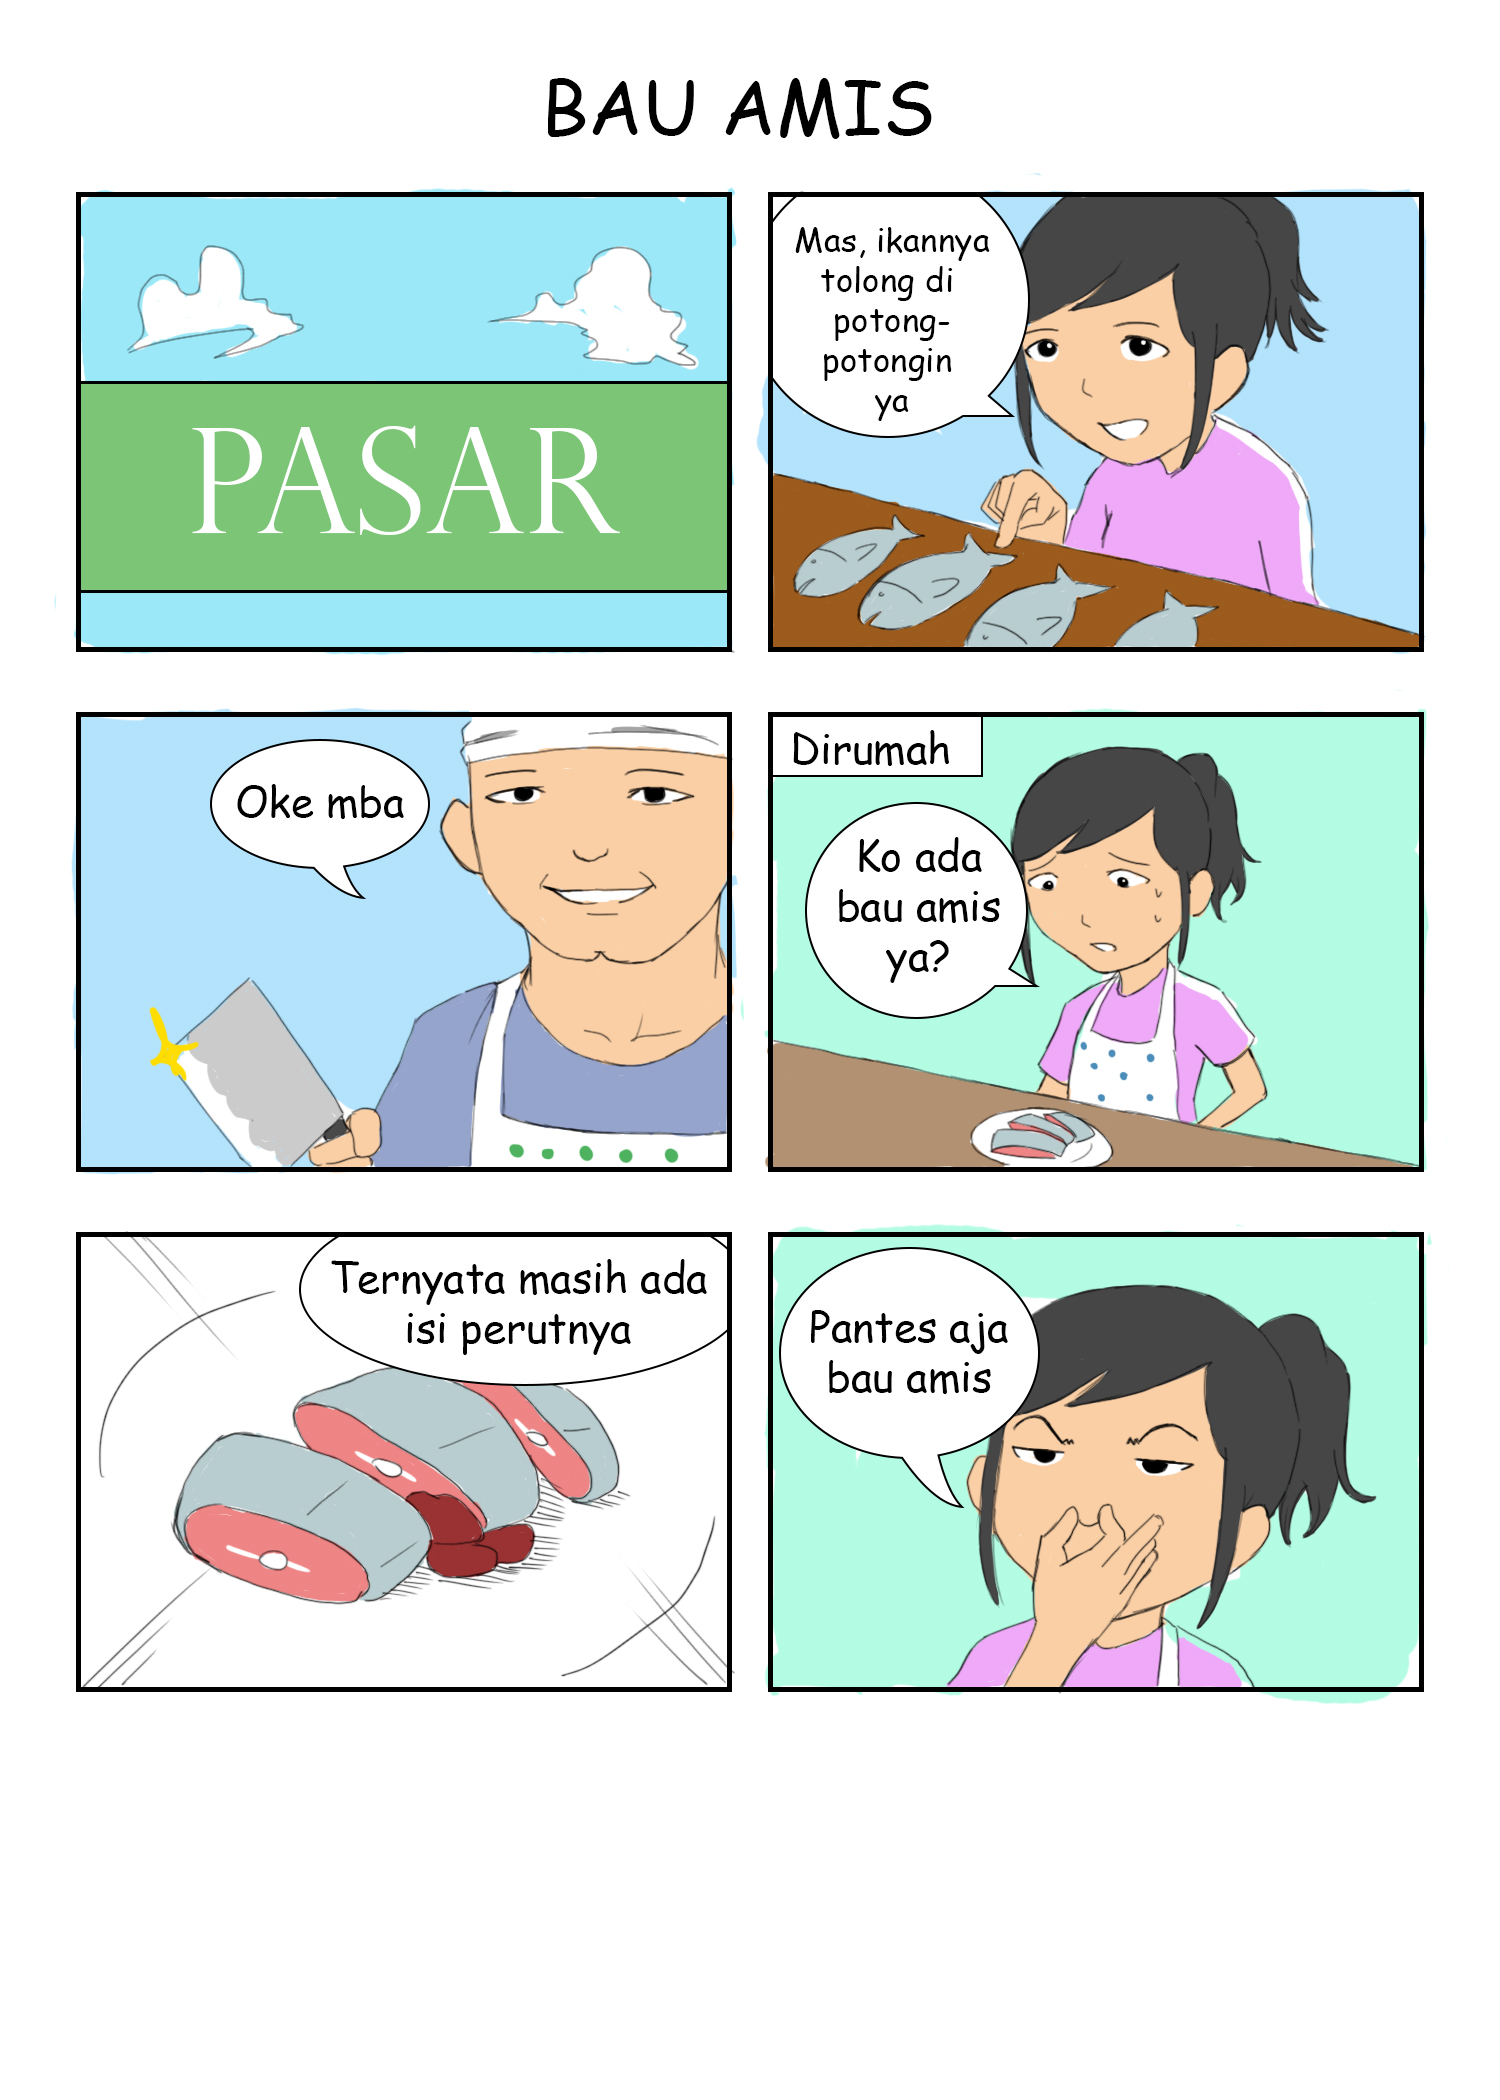 BAU AMIS
PASAR
Mas, ikannya
tolong di
potong-
potongin
ya
Oke mba
Dirumah
Ko ada
bau amis
ya?
Ternyata masih ada
isi perutnya
Pantes aja
bau amis